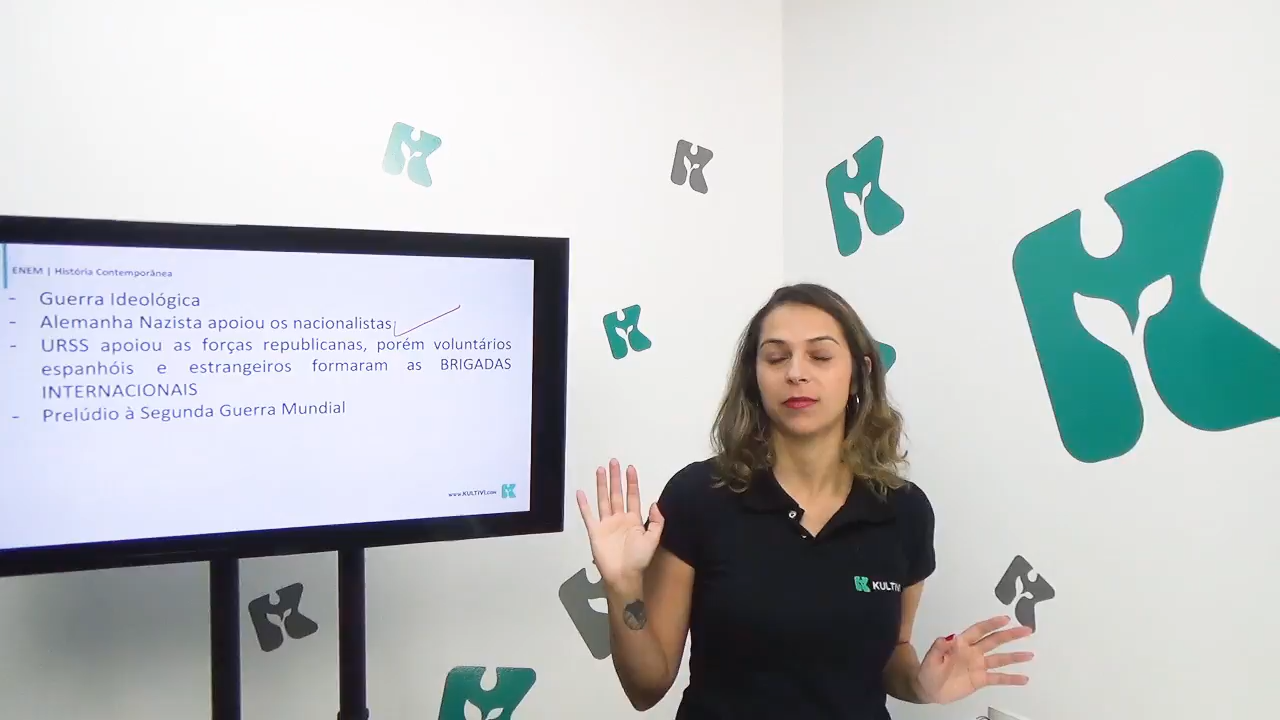 ENEM | História Contemporânea
- Guerra Ideológica
- Alemanha Nazista apoiou os nacionalistas
- URSS apoiou as forças republicanas, porém voluntários
espanhóis e estrangeiros formaram as BRIGADAS
INTERNACIONAIS
- Prelúdio à Segunda Guerra Mundial
www.KULTIVI.com
KULTIVI